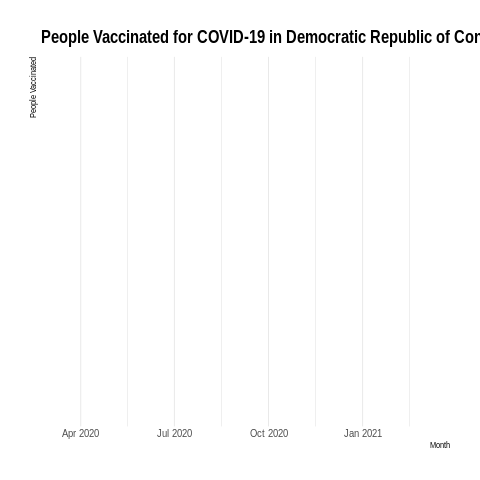 People Vaccinated for COVID-19 in Democratic Republic of Con
People Vaccinated
Apr 2020
Jul 2020
Oct 2020
Jan 2021
Month